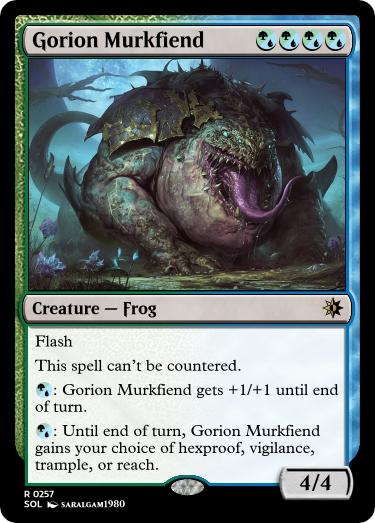 Gorion Murkfiend
Creature — Frog
Flash
This spell can't be countered.
: Gorion Murkfiend gets +1/+1 until end
of turn.
: Until end of turn, Gorion Murkfiend
gains your choice of hexproof, vigilance,
trample, or reach.
4/4
R 0257
SOL SARALGAM1980